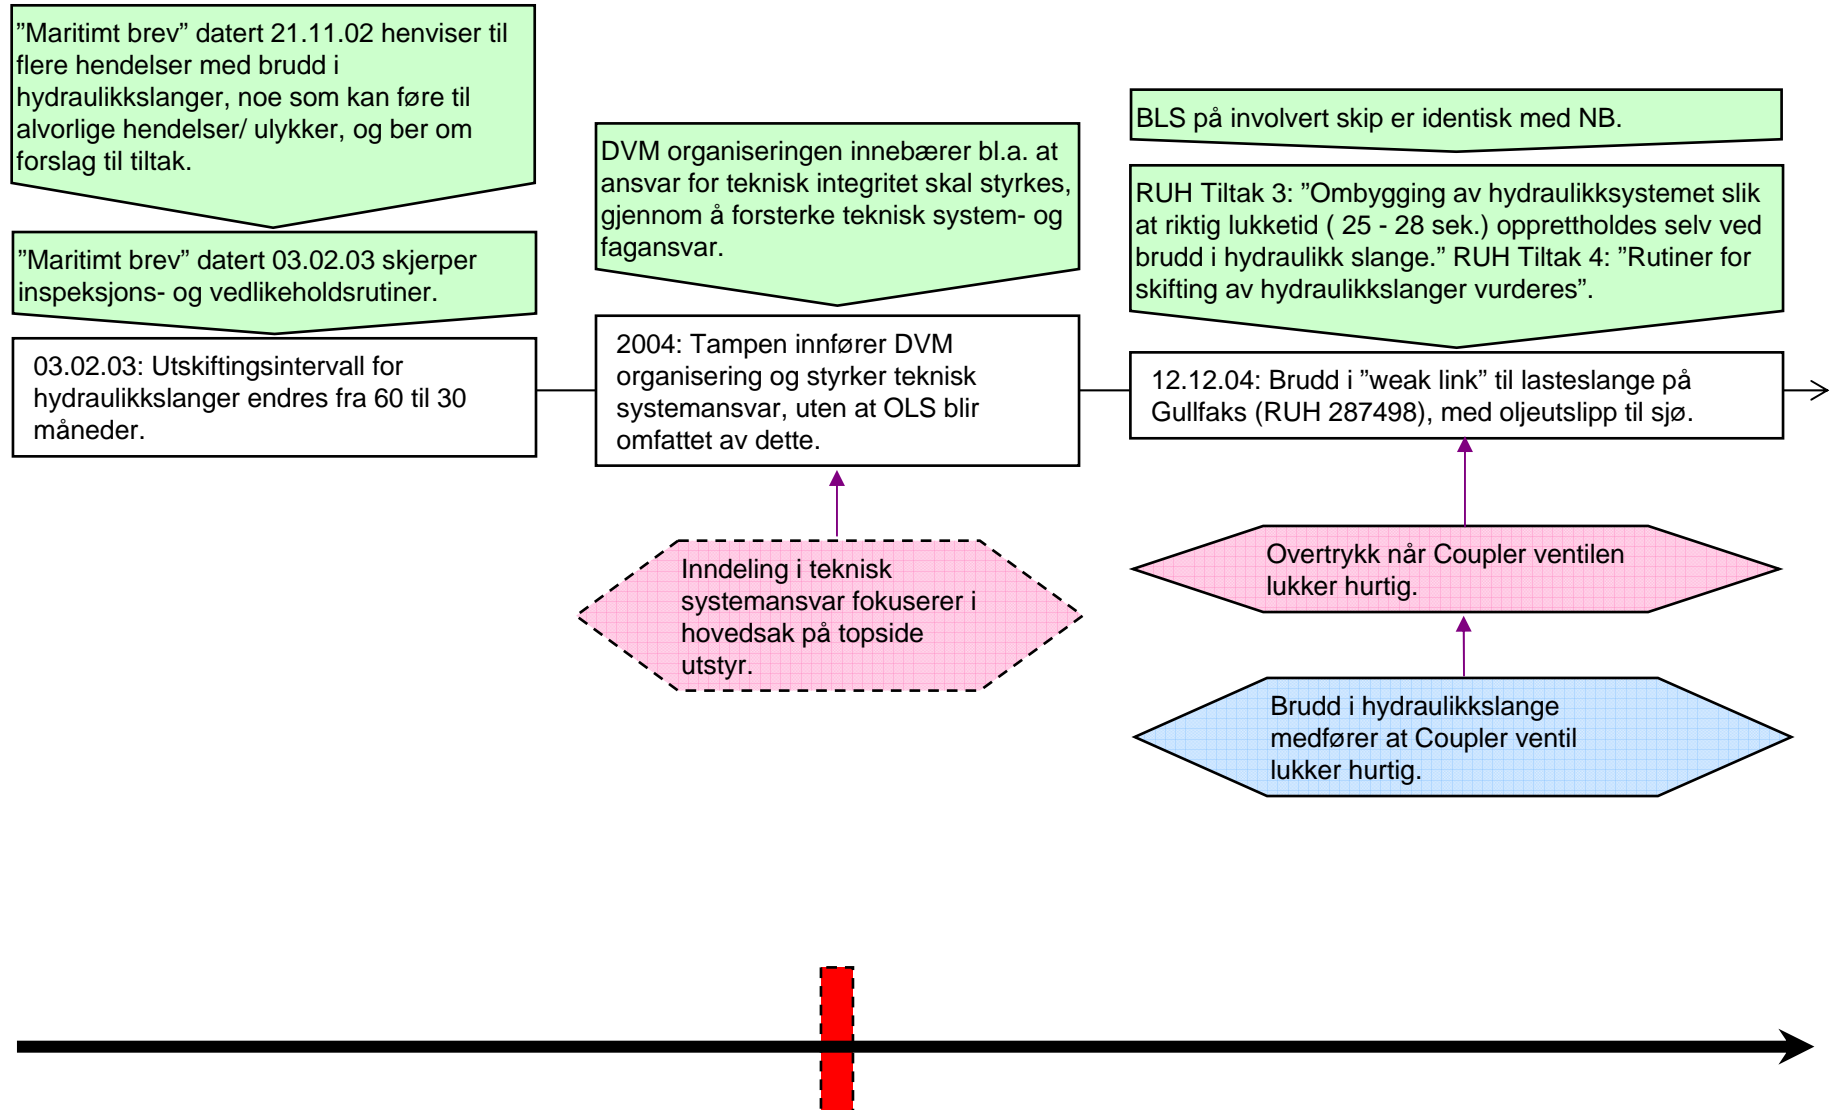 ”Maritimt brev” datert 21.11.02 henviser til
flere hendelser med brudd i
hydraulikkslanger, noe som kan føre til
alvorlige hendelser/ ulykker, og ber om
forslag til tiltak.
”Maritimt brev” datert 03.02.03 skjerper
inspeksjons- og vedlikeholdsrutiner.
03.02.03: Utskiftingsintervall for
hydraulikkslanger endres fra 60 til 30
måneder.
DVM organiseringen innebærer bl.a. at
ansvar for teknisk integritet skal styrkes,
gjennom å forsterke teknisk system- og
fagansvar.
2004: Tampen innfører DVM
organisering og styrker teknisk
systemansvar, uten at OLS blir
omfattet av dette.
Inndeling i teknisk
systemansvar fokuserer i
hovedsak på topside
utstyr.
BLS på involvert skip er identisk med NB.
RUH Tiltak 3: ”Ombygging av hydraulikksystemet slik
at riktig lukketid ( 25 - 28 sek.) opprettholdes selv ved
brudd i hydraulikk slange.” RUH Tiltak 4: ”Rutiner for
skifting av hydraulikkslanger vurderes”.
12.12.04: Brudd i ”weak link” til lasteslange på
Gullfaks (RUH 287498), med oljeutslipp til sjø.
Overtrykk når Coupler ventilen
lukker hurtig.
Brudd i hydraulikkslange
medfører at Coupler ventil
lukker hurtig.